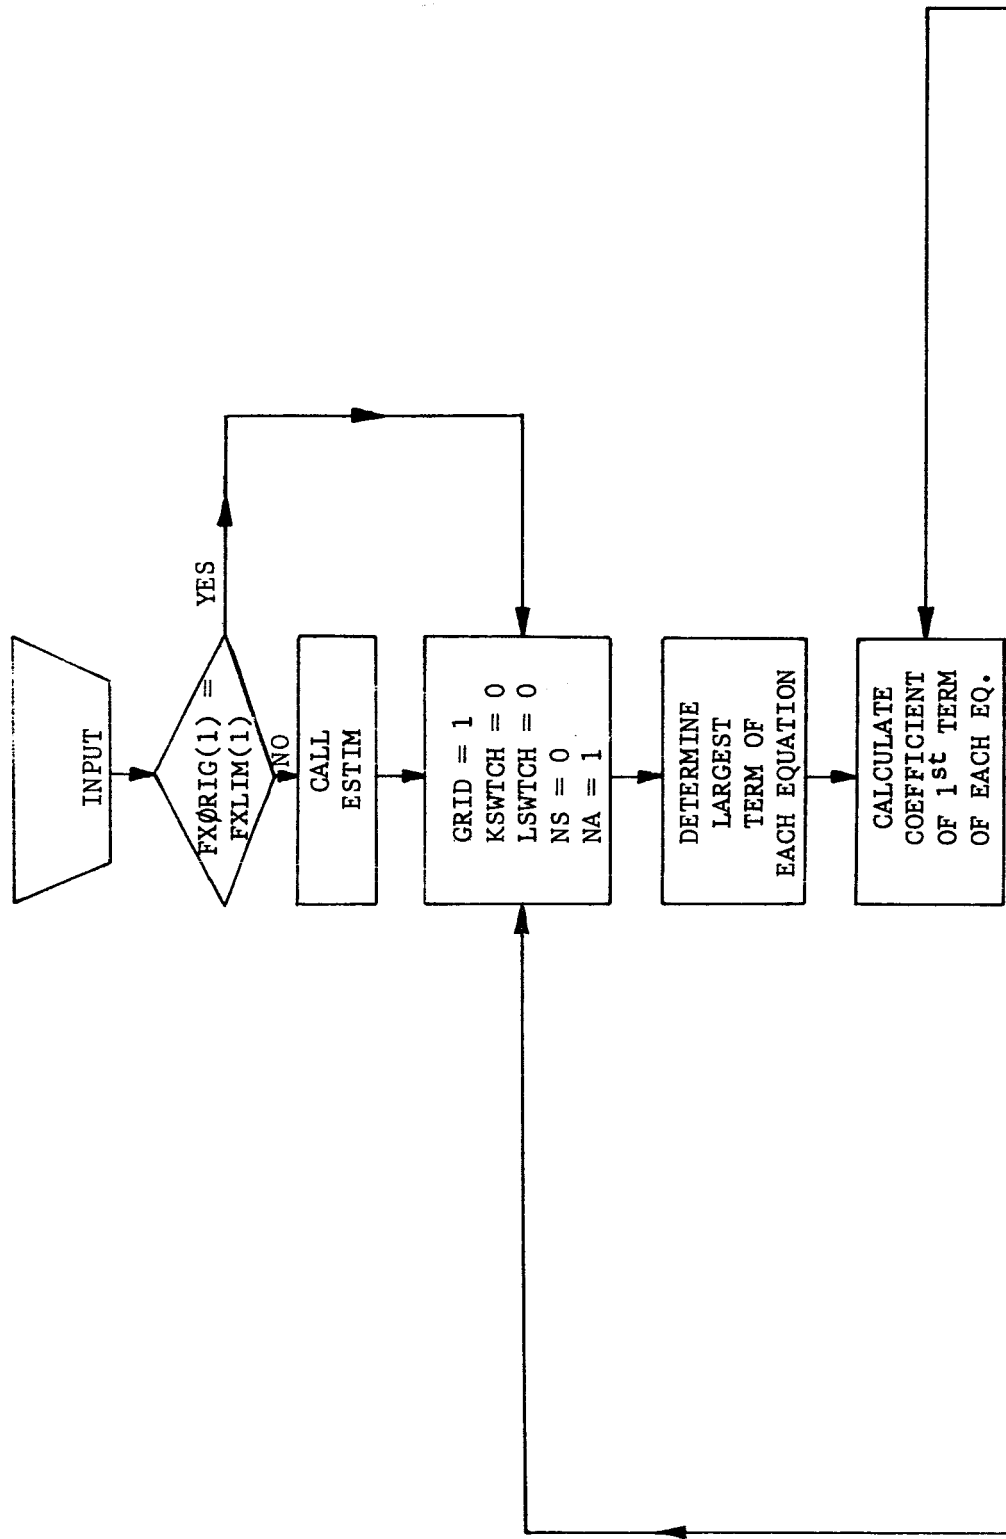 INPUT
FXØRIG(1) =
FXLIM(1)
YES
NO
CALL
ESTIM
GRID = 1
KSWTCH = 0
LSWTCH = 0
NS = 0
NA = 1
DETERMINE
LARGEST
TERM OF
EACH EQUATION
CALCULATE
COEFFICIENT
OF 1st TERM
OF EACH EQ.